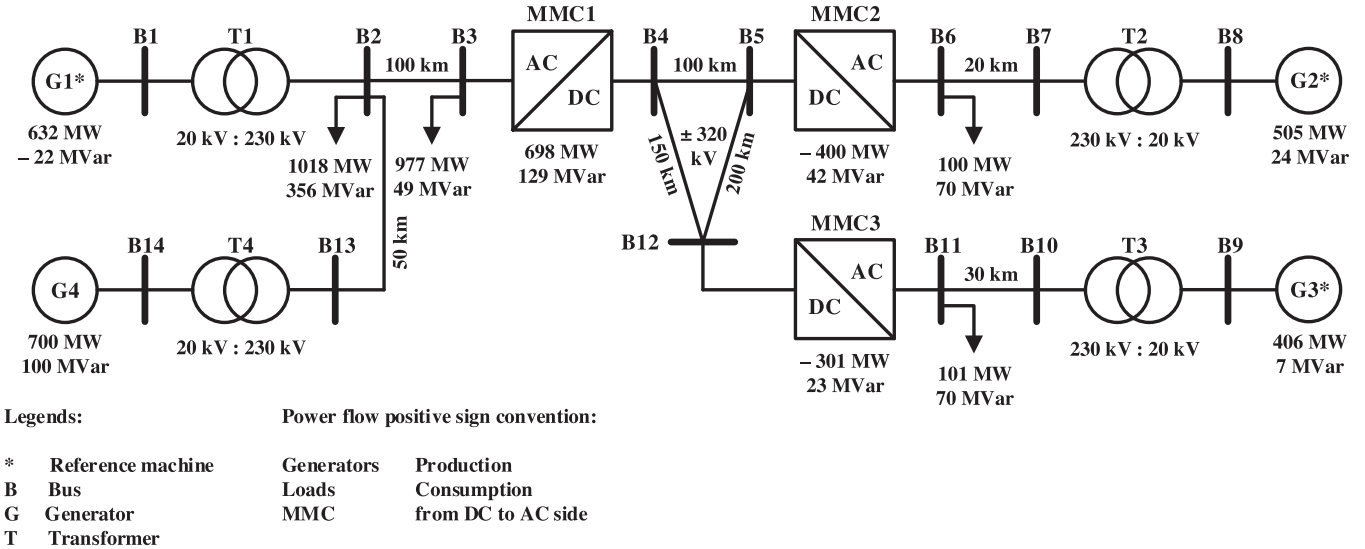 MMC1
MMC2
B1
T1
B2
B3
B4
B5
B6
B7
T2
B8
G1*
100 km
AC
DC
100 km
AC
DC
20 km
G2*
632 MW
– 22 MVar
20 kV : 230 kV
1018 MW
356 MVar
977 MW
49 MVar
698 MW
129 MVar
150 km
± 320
kV
200 km
– 400 MW
42 MVar
100 MW
70 MVar
230 kV : 20 kV
505 MW
24 MVar
MMC3
B14
T4
B13
50 km
B12
B11
B10
T3
B9
G4
AC
DC
30 km
G3*
700 MW
100 MVar
20 kV : 230 kV
– 301 MW
23 MVar
101 MW
70 MVar
230 kV : 20 kV
406 MW
7 MVar
Legends:
* Reference machine
B Bus
G Generator
T Transformer
Power flow positive sign convention:
Generators Production
Loads Consumption
MMC from DC to AC side